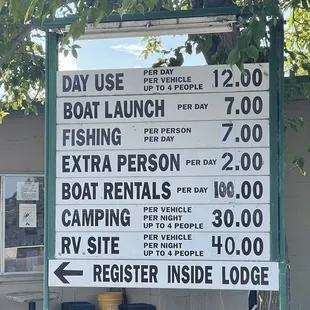 DAY USE PER DAY PER VEHICLE UP TO 4 PEOPLE 12.00
BOAT LAUNCH PER DAY 7.00
FISHING PER PERSON PER DAY 7.00
EXTRA PERSON PER DAY 2.00
BOAT RENTALS PER DAY 100.00
CAMPING PER VEHICLE PER NIGHT UP TO 4 PEOPLE 30.00
RV SITE PER VEHICLE PER NIGHT UP TO 4 PEOPLE 40.00
← REGISTER INSIDE LODGE